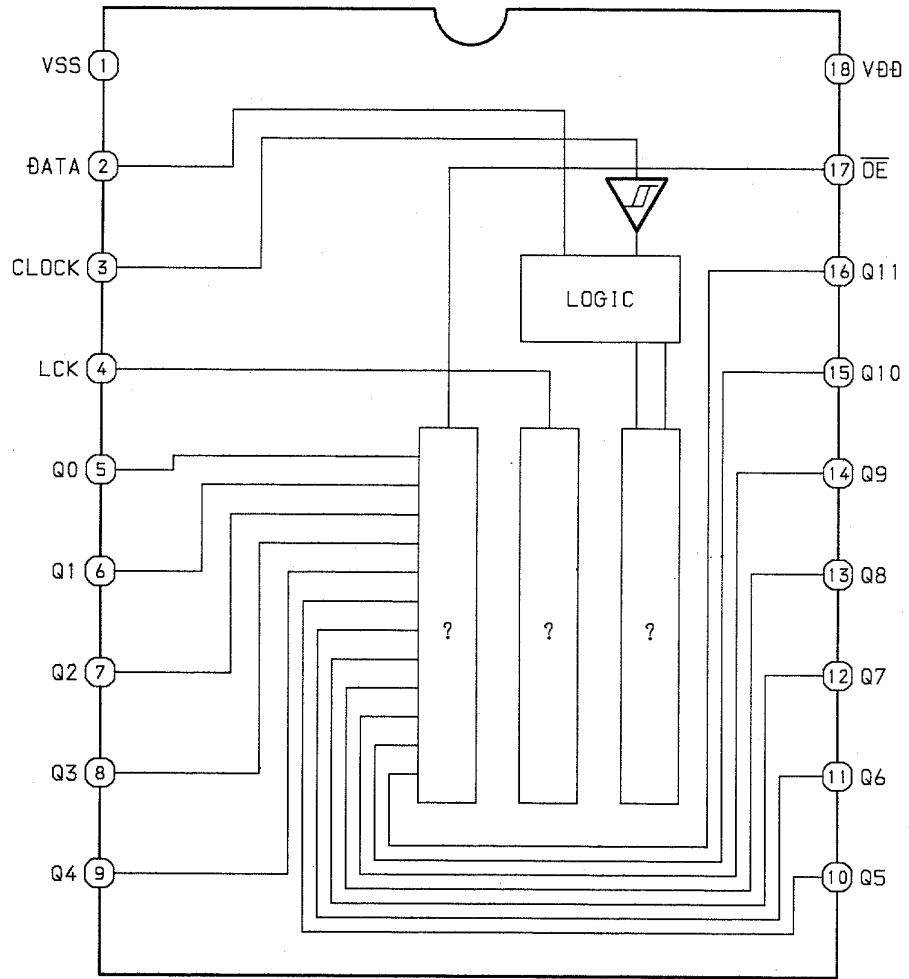 VSS 1
18 VDD
DATA 2
17 OE
CLOCK 3
16 Q11
LOGIC
LCK 4
15 Q10
Q0 5
14 Q9
Q1 6
13 Q8
? ? ?
Q2 7
12 Q7
Q3 8
11 Q6
Q4 9
10 Q5